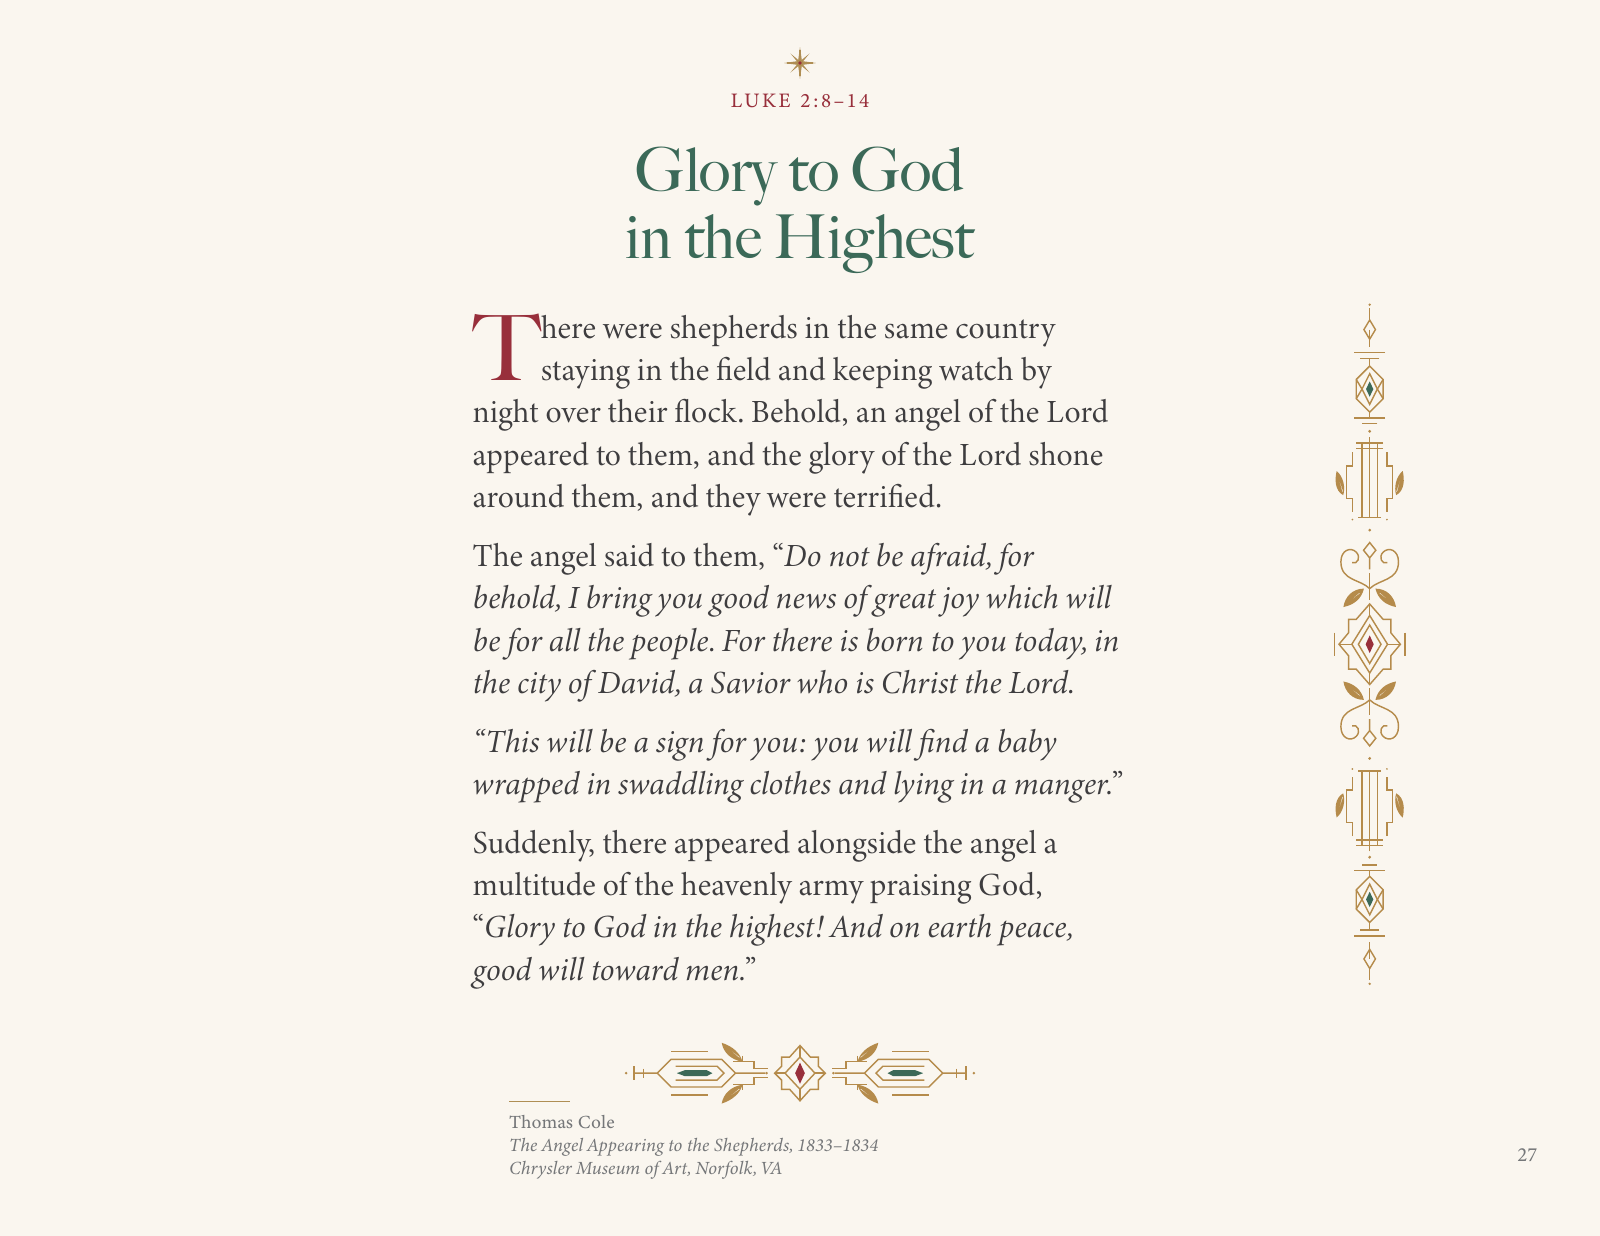 LUKE 2:8–14
Glory to God
in the Highest
There were shepherds in the same country
staying in the field and keeping watch by
night over their flock. Behold, an angel of the Lord
appeared to them, and the glory of the Lord shone
around them, and they were terrified.
The angel said to them, “Do not be afraid, for
behold, I bring you good news of great joy which will
be for all the people. For there is born to you today, in
the city of David, a Savior who is Christ the Lord.
“This will be a sign for you: you will find a baby
wrapped in swaddling clothes and lying in a manger.”
Suddenly, there appeared alongside the angel a
multitude of the heavenly army praising God,
“Glory to God in the highest! And on earth peace,
good will toward men.”
Thomas Cole
The Angel Appearing to the Shepherds, 1833–1834
Chrysler Museum of Art, Norfolk, VA
27